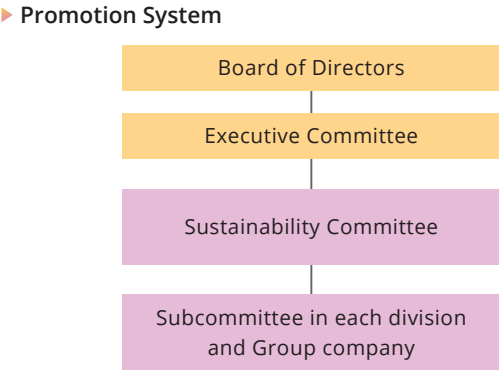 Promotion System
Board of Directors
Executive Committee
Sustainability Committee
Subcommittee in each division
and Group company